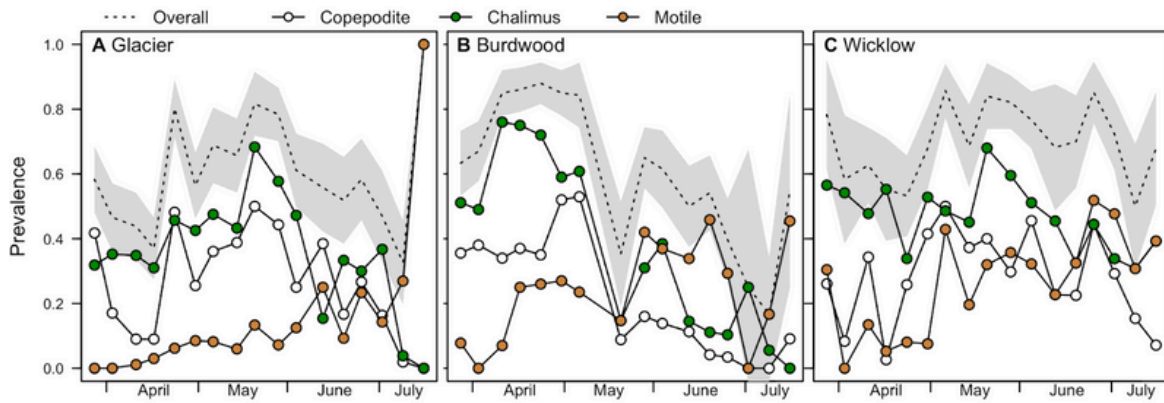 Overall Copepodite Chalimus Motile
A Glacier B Burdwood C Wicklow
Prevalence
1.0
0.8
0.6
0.4
0.2
0.0
April May June July April May June July April May June July